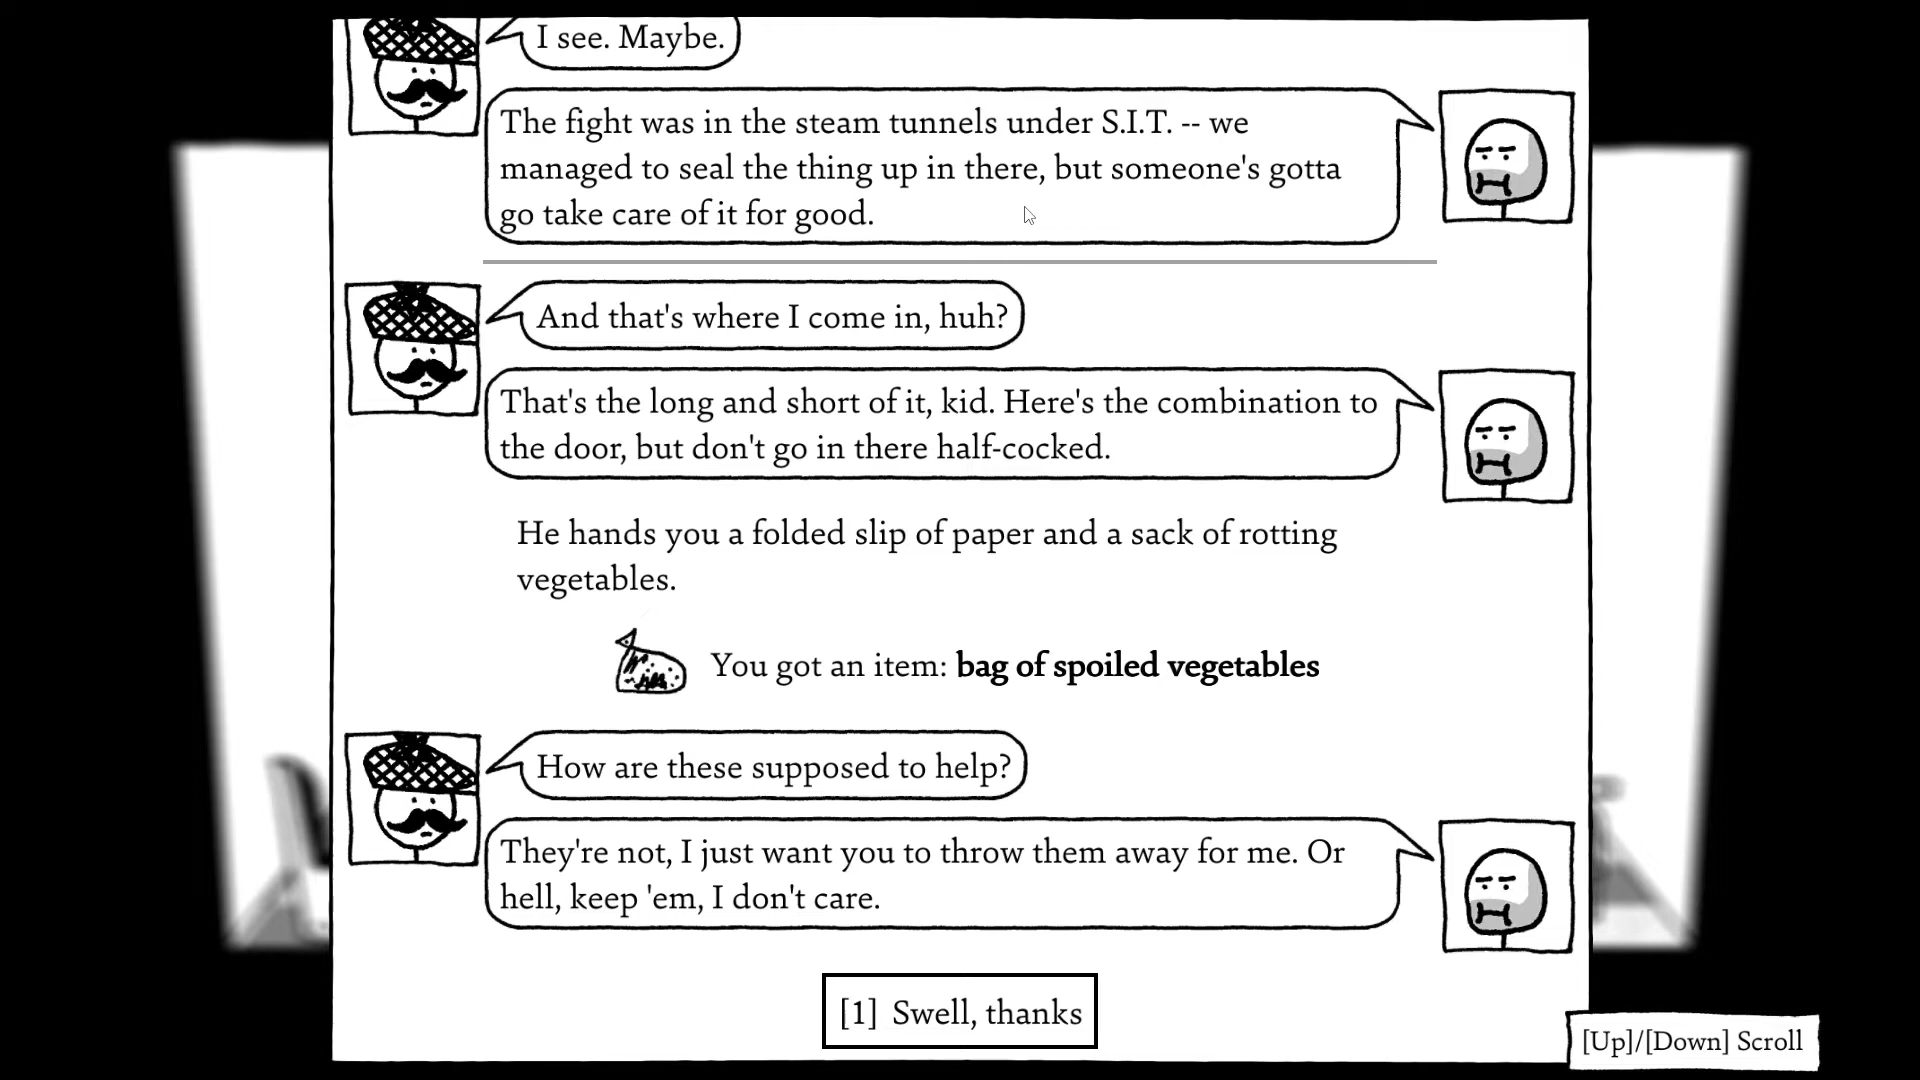 I see. Maybe.
The fight was in the steam tunnels under S.I.T. -- we
managed to seal the thing up in there, but someone's gotta
go take care of it for good.
And that's where I come in, huh?
That's the long and short of it, kid. Here's the combination to
the door, but don't go in there half-cocked.
He hands you a folded slip of paper and a sack of rotting
vegetables.
You got an item: bag of spoiled vegetables
How are these supposed to help?
They're not, I just want you to throw them away for me. Or
hell, keep 'em, I don't care.
[1] Swell, thanks
[Up]/[Down] Scroll